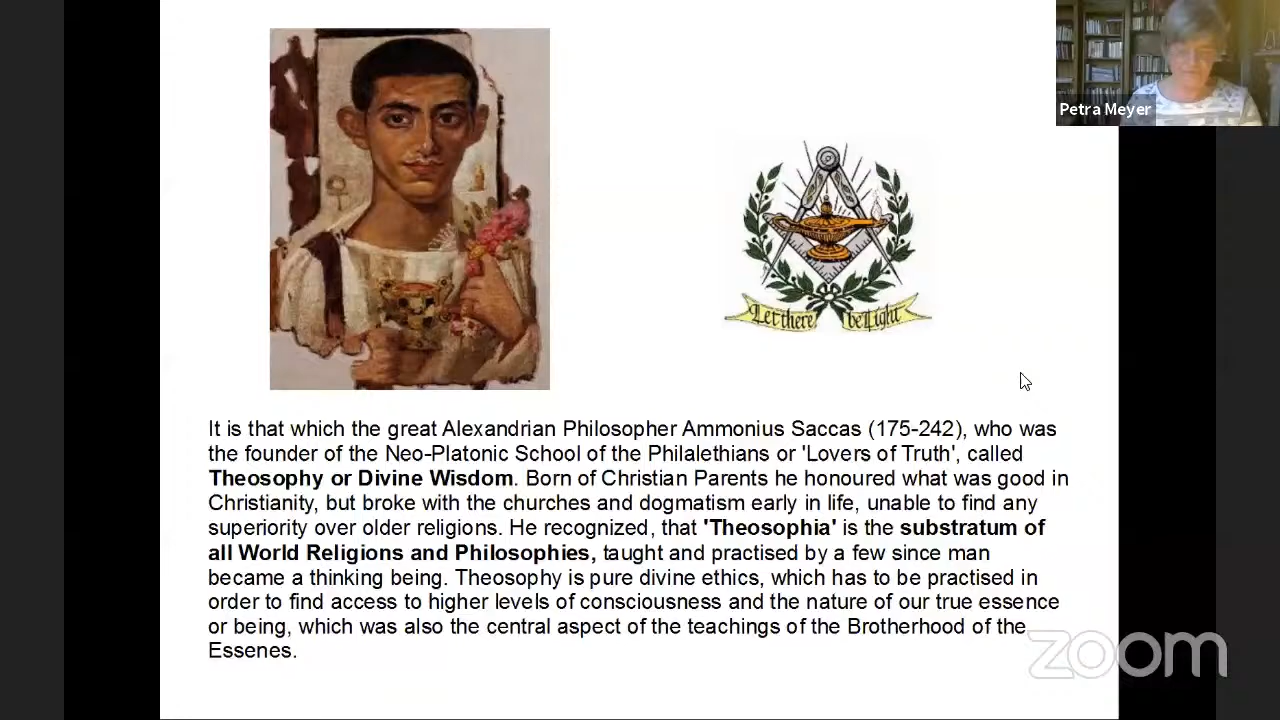 Petra Meyer
Let there be Light
It is that which the great Alexandrian Philosopher Ammonius Saccas (175-242), who was
the founder of the Neo-Platonic School of the Philalethians or 'Lovers of Truth', called
Theosophy or Divine Wisdom. Born of Christian Parents he honoured what was good in
Christianity, but broke with the churches and dogmatism early in life, unable to find any
superiority over older religions. He recognized, that 'Theosophia' is the substratum of
all World Religions and Philosophies, taught and practised by a few since man
became a thinking being. Theosophy is pure divine ethics, which has to be practised in
order to find access to higher levels of consciousness and the nature of our true essence
or being, which was also the central aspect of the teachings of the Brotherhood of the
Essenes.
zoom